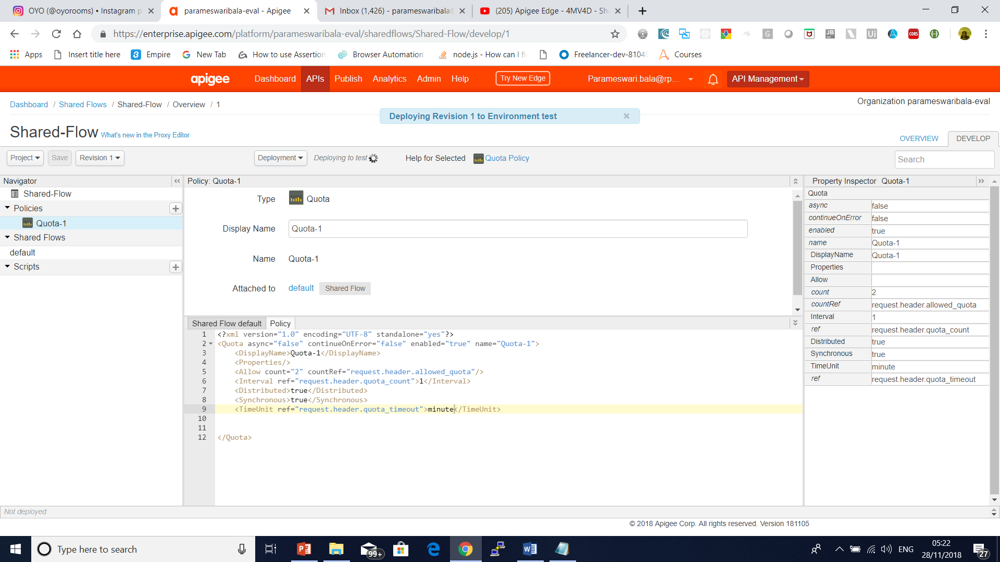 OYO (@oyorooms) • Instagram p
parameswaribala-eval - Apigee
Inbox (1,426) - parameswaribala@
(205) Apigee Edge - 4MV4D - Sh
https://enterprise.apigee.com/platform/parameswaribala-eval/sharedflows/Shared-Flow/develop/1
Apps Insert title here Empire New Tab How to use Assertion Browser Automation node.js - How can I fi Freelancer-dev-81048 Courses
apigee Dashboard APIs Publish Analytics Admin Help Try New Edge Parameswari.bala@rp... API Management
Dashboard / Shared Flows / Shared-Flow / Overview / 1
Organization parameswaribala-eval
Deploying Revision 1 to Environment test ×
Shared-Flow What's new in the Proxy Editor
OVERVIEW DEVELOP
Project Save Revision 1 Deployment Deploying to test Help for Selected Quota Policy Search
Navigator
Shared-Flow
Policies
Quota-1
Shared Flows
default
Scripts
Policy: Quota-1
Type Quota
Display Name Quota-1
Name Quota-1
Attached to default Shared Flow
Shared Flow default Policy
1 <?xml version="1.0" encoding="UTF-8" standalone="yes"?>
2 <Quota async="false" continueOnError="false" enabled="true" name="Quota-1">
3 <DisplayName>Quota-1</DisplayName>
4 <Properties/>
5 <Allow count="2" countRef="request.header.allowed_quota"/>
6 <Interval ref="request.header.quota_count">1</Interval>
7 <Distributed>true</Distributed>
8 <Synchronous>true</Synchronous>
9 <TimeUnit ref="request.header.quota_timeout">minute</TimeUnit>
10
11
12 </Quota>
Property Inspector Quota-1
Quota
async false
continueOnError false
enabled true
name Quota-1
DisplayName Quota-1
Properties
Allow
count 2
countRef request.header.allowed_quota
Interval 1
ref request.header.quota_count
Distributed true
Synchronous true
TimeUnit minute
ref request.header.quota_timeout
Not deployed
© 2018 Apigee Corp. All rights reserved. Version 181105
Type here to search
99+
ENG
05:22
28/11/2018
27